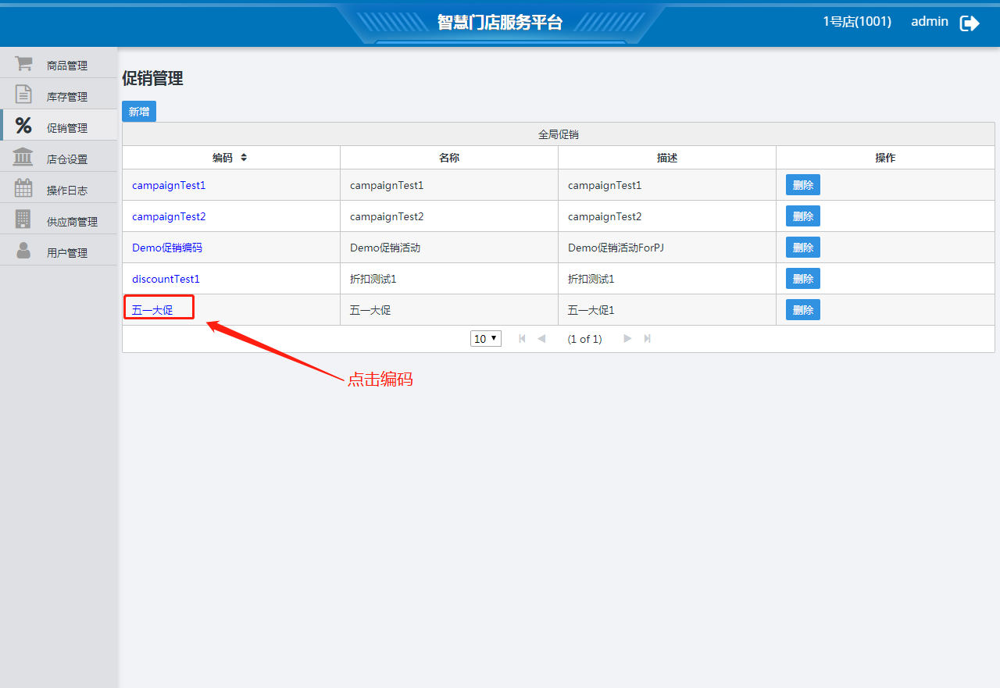 智慧门店服务平台
1号店(1001) admin
商品管理
库存管理
促销管理
店仓设置
操作日志
供应商管理
用户管理
促销管理
新增
全局促销
编码 名称 描述 操作
campaignTest1 campaignTest1 campaignTest1 删除
campaignTest2 campaignTest2 campaignTest2 删除
Demo促销编码 Demo促销活动 Demo促销活动ForPJ 删除
discountTest1 折扣测试1 折扣测试1 删除
五一大促 五一大促 五一大促1 删除
10 (1 of 1)
点击编码